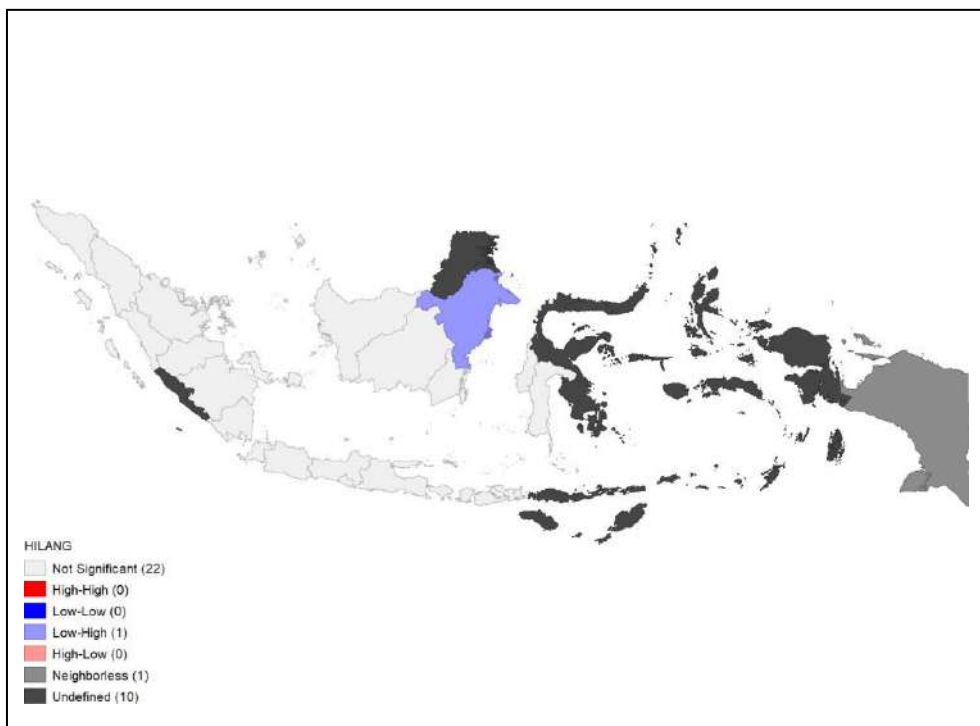 HILANG
Not Significant (22)
High-High (0)
Low-Low (0)
Low-High (1)
High-Low (0)
Neighborless (1)
Undefined (10)